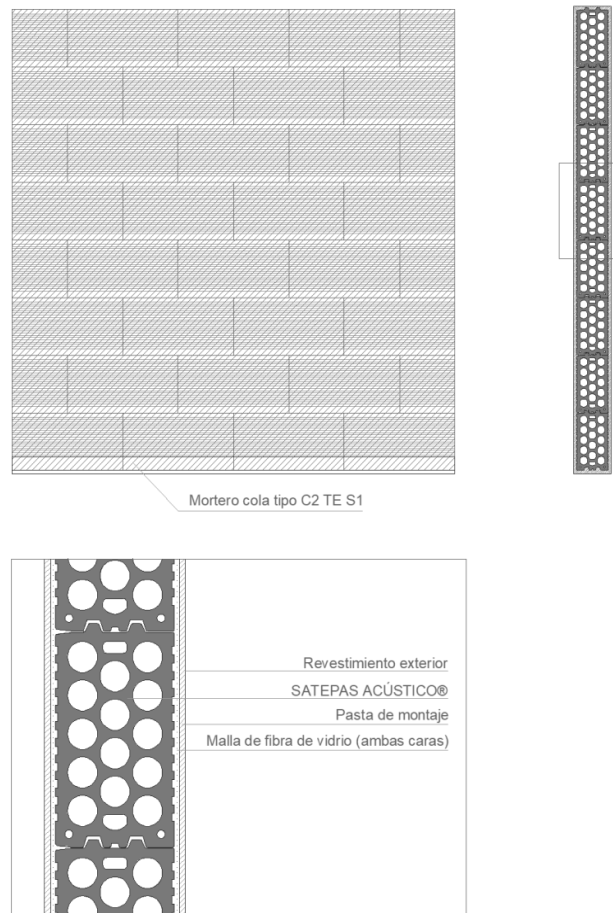 Mortero cola tipo C2 TE S1
Revestimiento exterior
SATEPAS ACÚSTICO®
Pasta de montaje
Malla de fibra de vidrio (ambas caras)